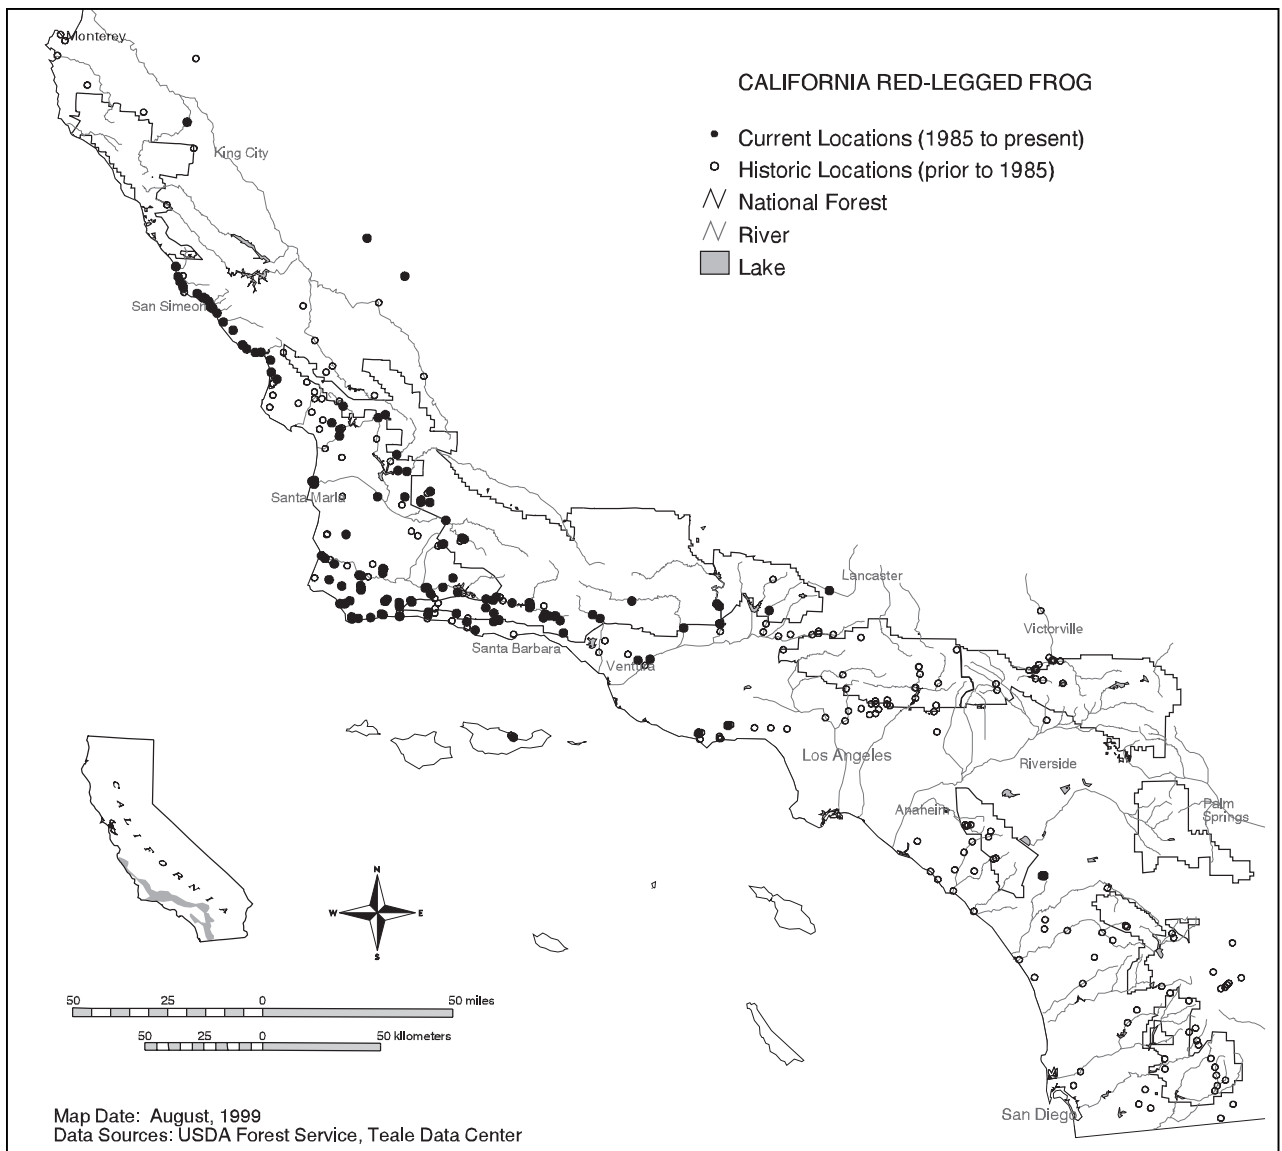 Monterey
CALIFORNIA RED-LEGGED FROG
Current Locations (1985 to present)
Historic Locations (prior to 1985)
National Forest
River
Lake
King City
San Simeon
Santa Maria
Lancaster
Victorville
Santa Barbara
Ventura
Los Angeles
Riverside
Anaheim
Palm
Springs
CALIFORNIA
N
W E
S
50 25 0 50 miles
50 25 0 50 kilometers
San Diego
Map Date: August, 1999
Data Sources: USDA Forest Service, Teale Data Center